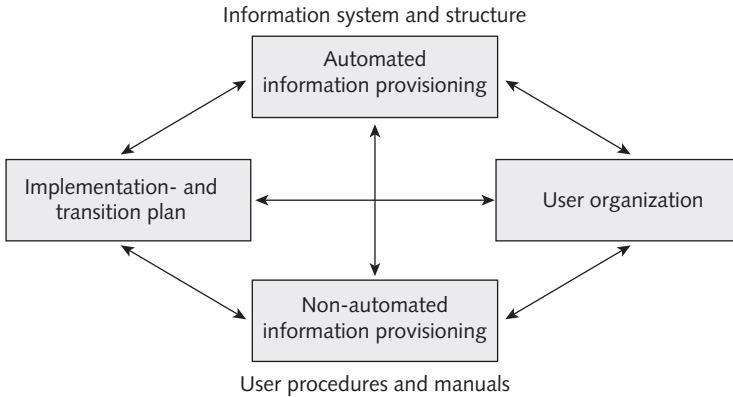 Information system and structure
Automated
information provisioning
Implementation- and
transition plan
User organization
Non-automated
information provisioning
User procedures and manuals